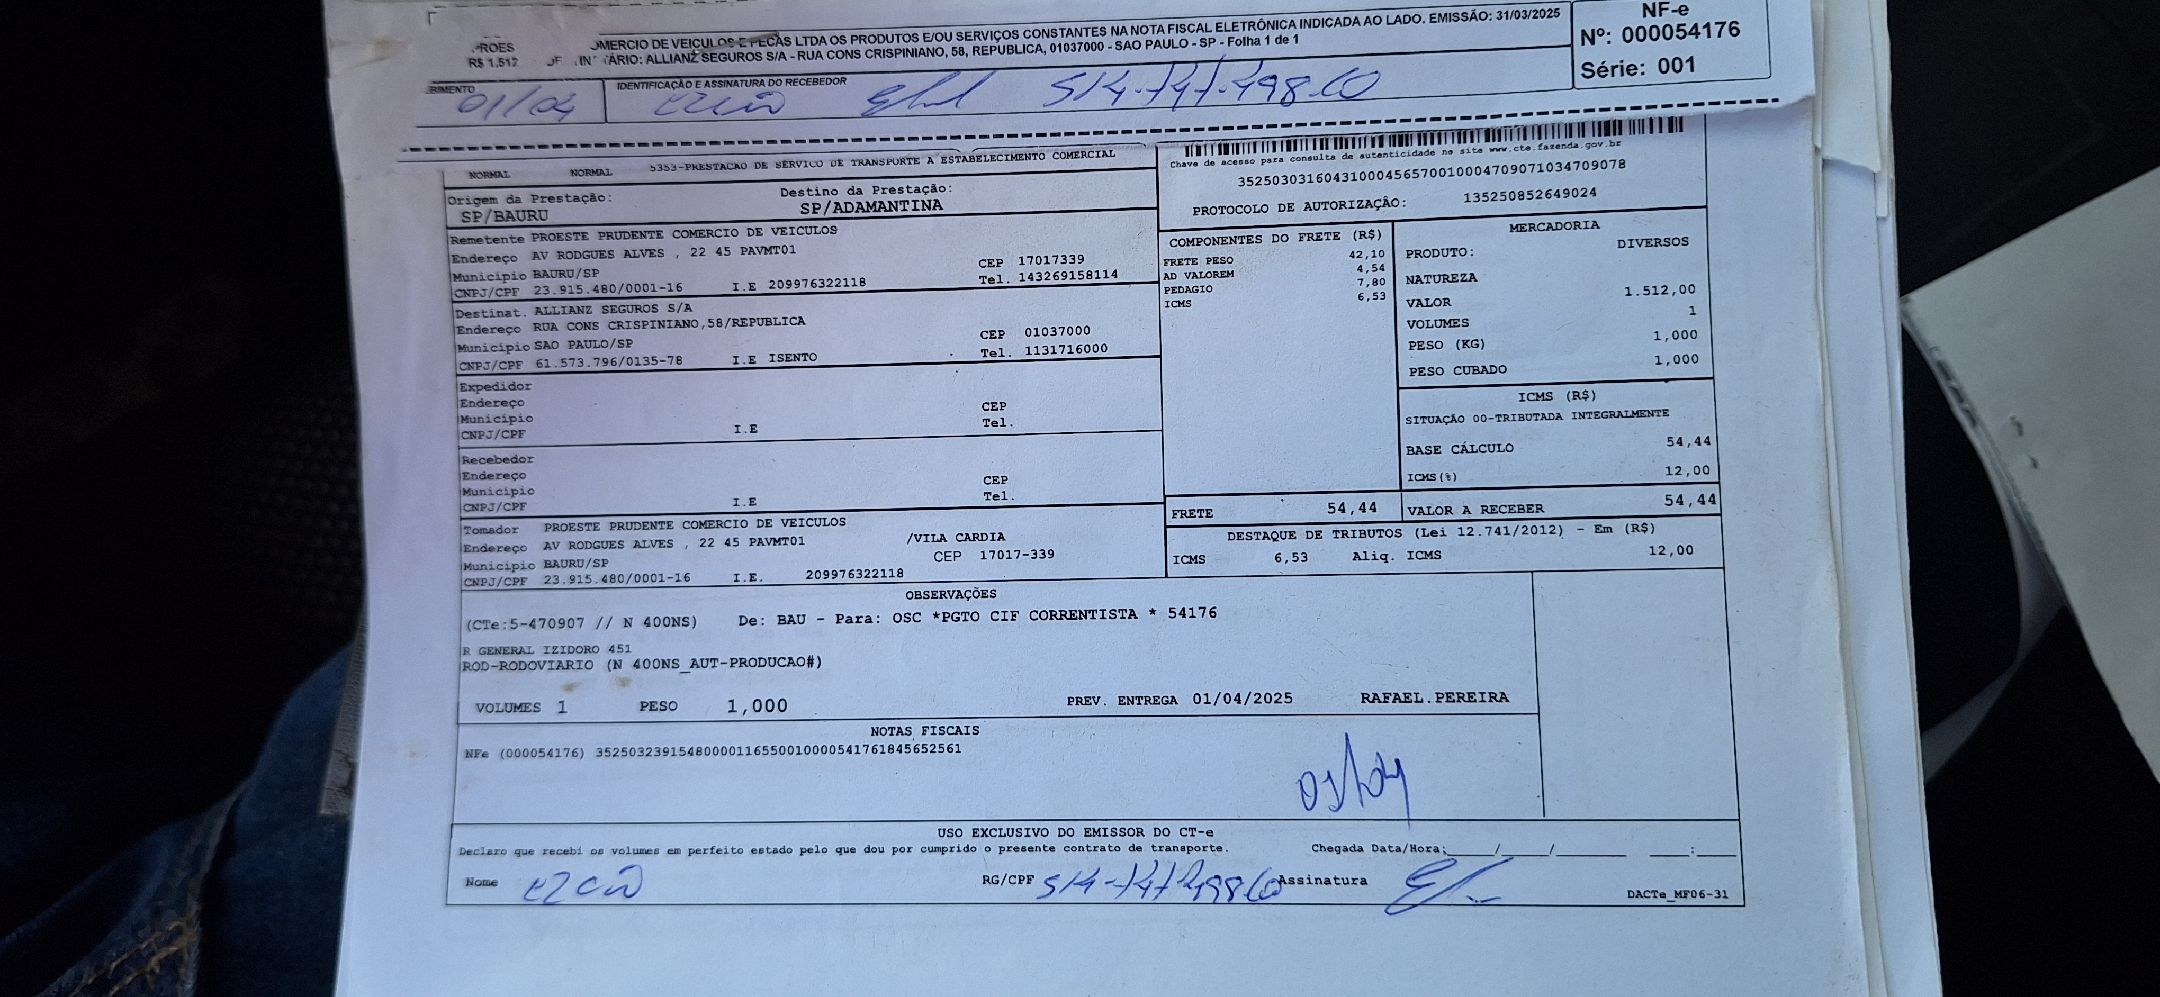 OMERCIO DE VEICULOS E PECAS LTDA OS PRODUTOS E/OU SERVIÇOS CONSTANTES NA NOTA FISCAL ELETRÔNICA INDICADA AO LADO. EMISSÃO: 31/03/2025
R$ 1.512 TÁRIO: ALLIANZ SEGUROS S/A - RUA CONS CRISPINIANO, 58, REPUBLICA, 01037000 - SAO PAULO - SP - Folha 1 de 1
NF-e
Nº: 000054176
Série: 001
BIMENTO
01/04
IDENTIFICAÇÃO E ASSINATURA DO RECEBEDOR
NORMAL NORMAL 5353-PRESTACAO DE SERVICO DE TRANSPORTE A ESTABELECIMENTO COMERCIAL
Chave de acesso para consulta de autenticidade no site www.cte.fazenda.gov.br
35250303160431000456570010004709071034709078
PROTOCOLO DE AUTORIZAÇÃO: 135250852649024
Origem da Prestação: Destino da Prestação:
SP/BAURU SP/ADAMANTINA
Remetente PROESTE PRUDENTE COMERCIO DE VEICULOS
Endereço AV RODGUES ALVES , 22 45 PAVMT01 CEP 17017339
Município BAURU/SP Tel. 143269158114
CNPJ/CPF 23.915.480/0001-16 I.E 209976322118
Destinat. ALLIANZ SEGUROS S/A
Endereço RUA CONS CRISPINIANO,58/REPUBLICA CEP 01037000
Município SAO PAULO/SP Tel. 1131716000
CNPJ/CPF 61.573.796/0135-78 I.E ISENTO
Expedidor
Endereço CEP
Município Tel.
CNPJ/CPF I.E
Recebedor
Endereço CEP
Município Tel.
CNPJ/CPF I.E
Tomador PROESTE PRUDENTE COMERCIO DE VEICULOS
Endereço AV RODGUES ALVES , 22 45 PAVMT01 /VILA CARDIA
Município BAURU/SP CEP 17017-339
CNPJ/CPF 23.915.480/0001-16 I.E. 209976322118
COMPONENTES DO FRETE (R$)
FRETE PESO 42,10
AD VALOREM 4,54
PEDAGIO 7,80
ICMS 6,53
MERCADORIA
PRODUTO: DIVERSOS
NATUREZA
VALOR 1.512,00
VOLUMES 1
PESO (KG) 1,000
PESO CUBADO 1,000
ICMS (R$)
SITUAÇÃO 00-TRIBUTADA INTEGRALMENTE
BASE CÁLCULO 54,44
ICMS(%) 12,00
FRETE 54,44 VALOR A RECEBER 54,44
DESTAQUE DE TRIBUTOS (Lei 12.741/2012) - Em (R$)
ICMS 6,53 Aliq. ICMS 12,00
OBSERVAÇÕES
(CTe:5-470907 // N 400NS) De: BAU - Para: OSC *PGTO CIF CORRENTISTA * 54176
R GENERAL IZIDORO 451
ROD-RODOVIARIO (N 400NS_AUT-PRODUCAO#)
VOLUMES 1 PESO 1,000 PREV. ENTREGA 01/04/2025 RAFAEL.PEREIRA
NOTAS FISCAIS
NFe (000054176) 35250323915480000116550010000541761845652561
USO EXCLUSIVO DO EMISSOR DO CT-e
Declaro que recebi os volumes em perfeito estado pelo que dou por cumprido o presente contrato de transporte. Chegada Data/Hora:____/____/________ ____:____
Nome RG/CPF Assinatura
DACTe_MF06-31